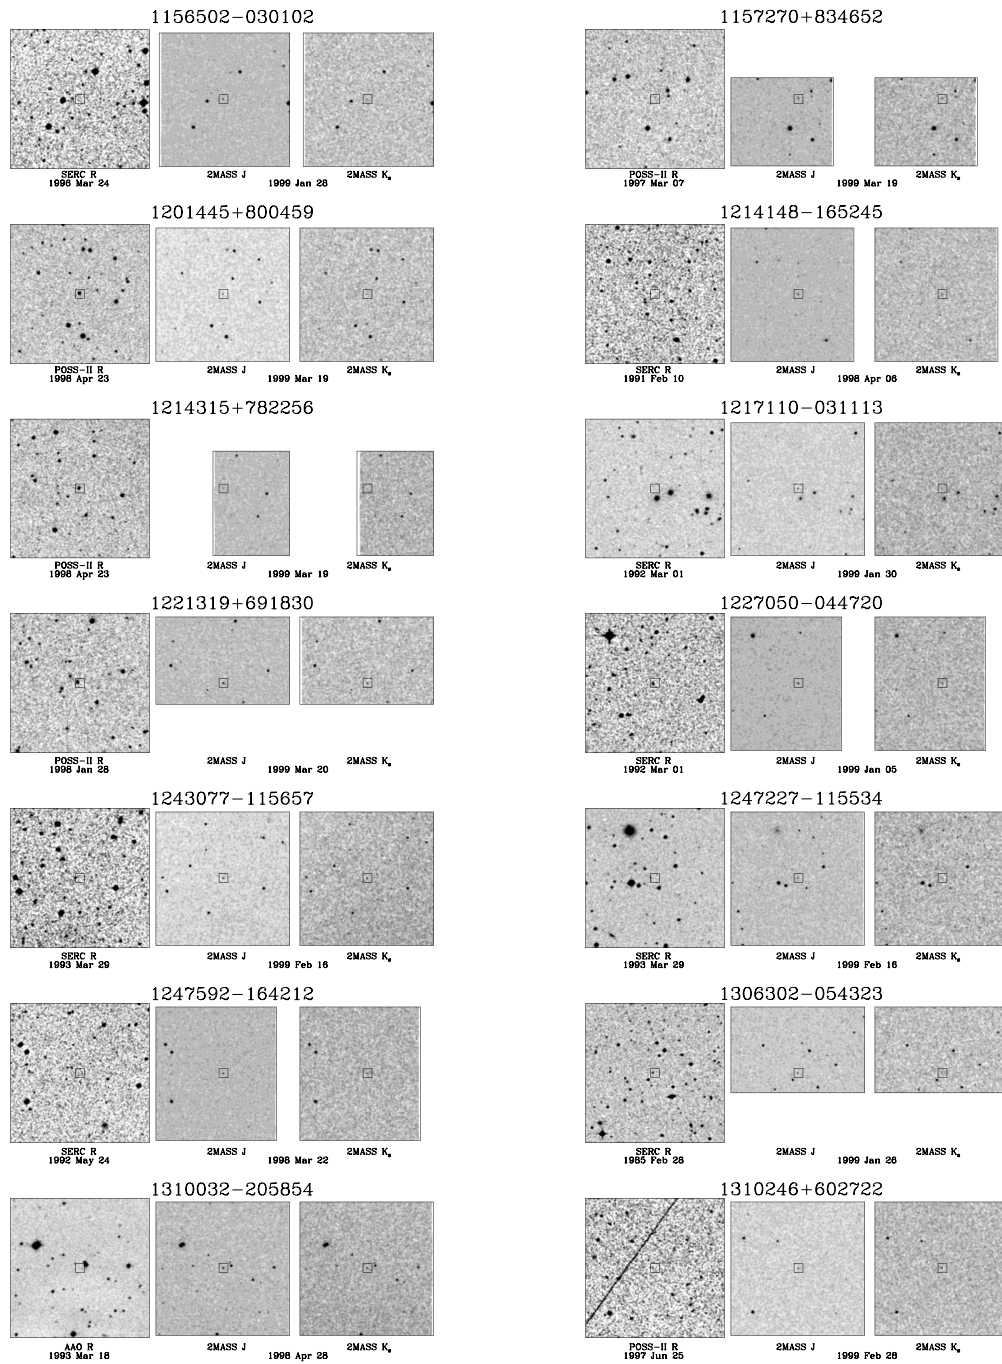 1156502−030102
SERC R
1996 Mar 24
2MASS J
1999 Jan 28
2MASS Ks
1157270+834652
POSS−II R
1997 Mar 07
2MASS J
1999 Mar 19
2MASS Ks
1201445+800459
POSS−II R
1998 Apr 23
2MASS J
1999 Mar 19
2MASS Ks
1214148−165245
SERC R
1991 Feb 10
2MASS J
1998 Apr 06
2MASS Ks
1214315+782256
POSS−II R
1998 Apr 23
2MASS J
1999 Mar 19
2MASS Ks
1217110−031113
SERC R
1992 Mar 01
2MASS J
1999 Jan 30
2MASS Ks
1221319+691830
POSS−II R
1998 Jan 28
2MASS J
1999 Mar 20
2MASS Ks
1227050−044720
SERC R
1992 Mar 01
2MASS J
1999 Jan 05
2MASS Ks
1243077−115657
SERC R
1993 Mar 29
2MASS J
1999 Feb 16
2MASS Ks
1247227−115534
SERC R
1993 Mar 29
2MASS J
1999 Feb 16
2MASS Ks
1247592−164212
SERC R
1992 May 24
2MASS J
1998 Mar 22
2MASS Ks
1306302−054323
SERC R
1985 Feb 28
2MASS J
1999 Jan 26
2MASS Ks
1310032−205854
AAO R
1993 Mar 18
2MASS J
1998 Apr 28
2MASS Ks
1310246+602722
POSS−II R
1997 Jun 25
2MASS J
1999 Feb 28
2MASS Ks